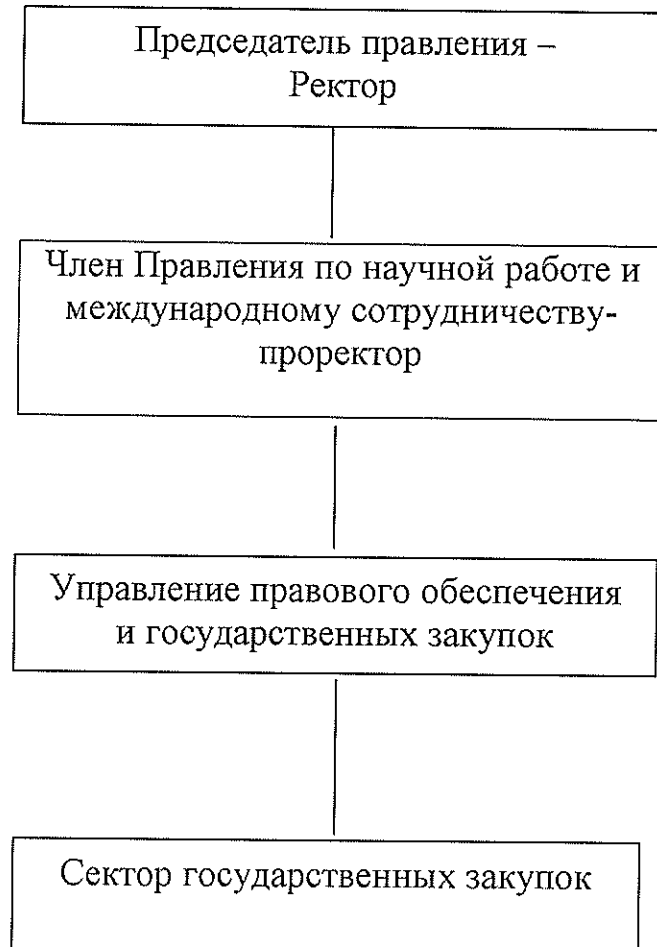 Председатель правления –
Ректор
Член Правления по научной работе и
международному сотрудничеству-
проректор
Управление правового обеспечения
и государственных закупок
Сектор государственных закупок